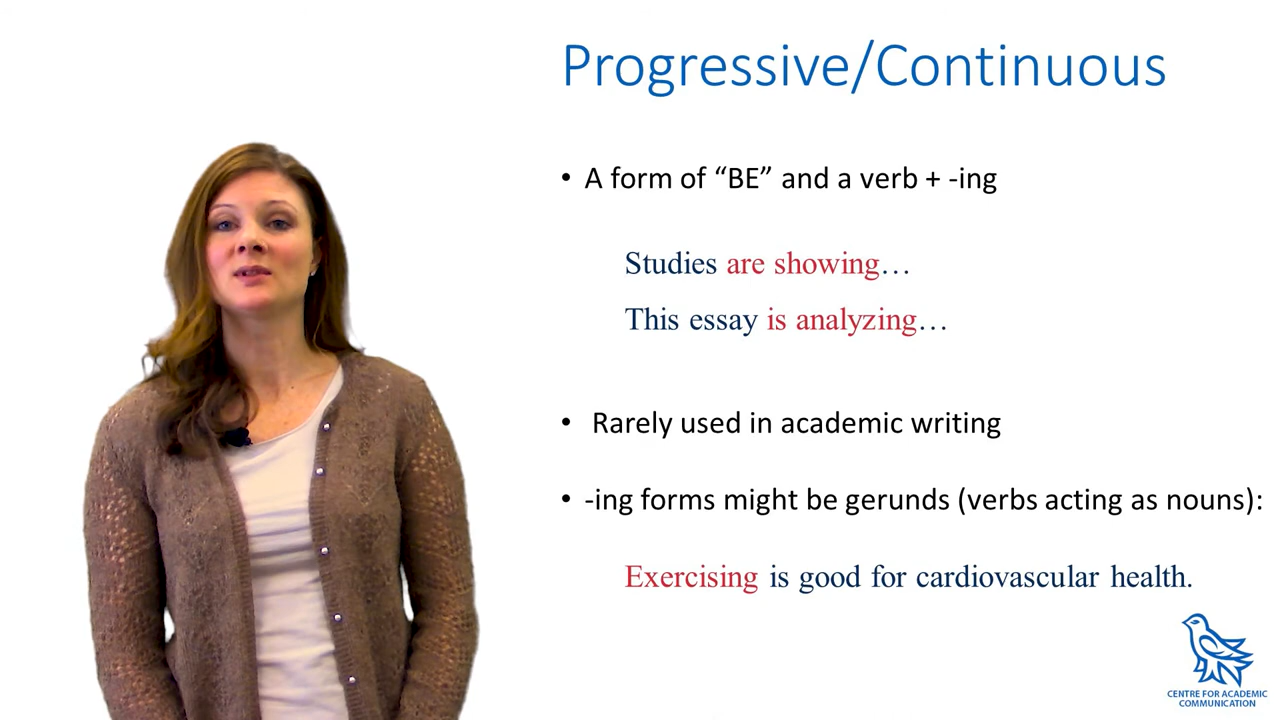 Progressive/Continuous
• A form of “BE” and a verb + -ing
Studies are showing…
This essay is analyzing…
• Rarely used in academic writing
• -ing forms might be gerunds (verbs acting as nouns):
Exercising is good for cardiovascular health.
CENTRE FOR ACADEMIC
COMMUNICATION